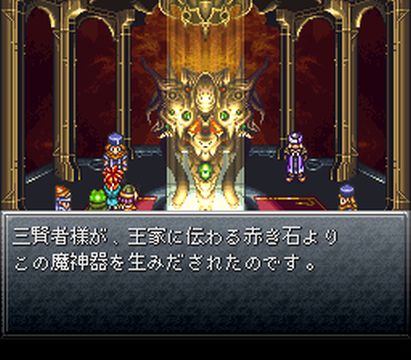 三賢者様が、王家に伝わる赤き石より
この魔神器を生みだされたのです。